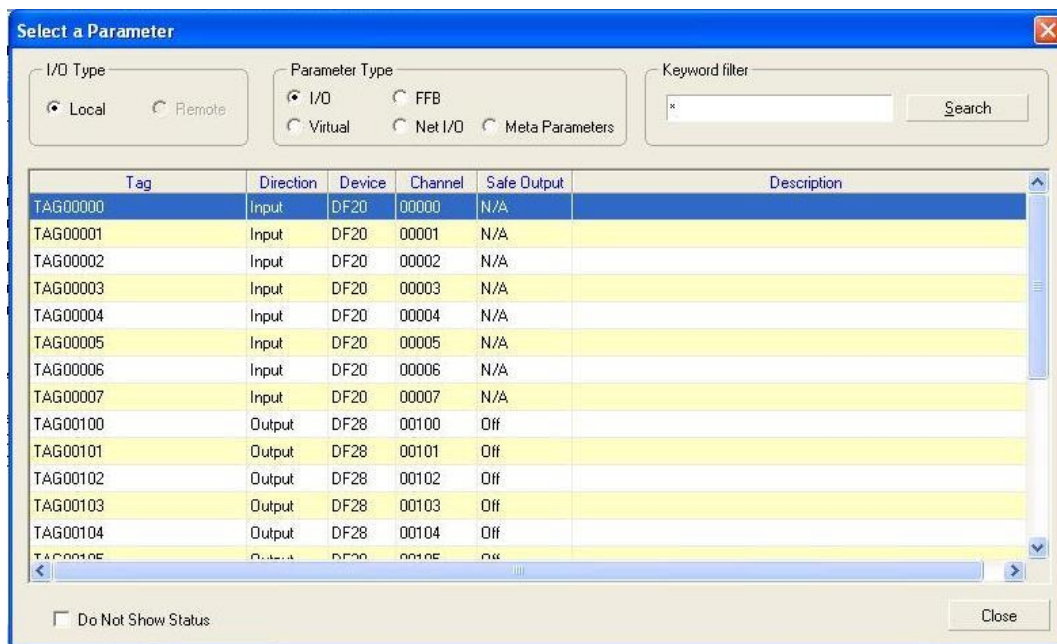 Select a Parameter
I/O Type
Local Remote
Parameter Type
I/O FFB
Virtual Net I/O Meta Parameters
Keyword filter
* Search
Tag Direction Device Channel Safe Output Description
TAG00000 Input DF20 00000 N/A
TAG00001 Input DF20 00001 N/A
TAG00002 Input DF20 00002 N/A
TAG00003 Input DF20 00003 N/A
TAG00004 Input DF20 00004 N/A
TAG00005 Input DF20 00005 N/A
TAG00006 Input DF20 00006 N/A
TAG00007 Input DF20 00007 N/A
TAG00100 Output DF28 00100 Off
TAG00101 Output DF28 00101 Off
TAG00102 Output DF28 00102 Off
TAG00103 Output DF28 00103 Off
TAG00104 Output DF28 00104 Off
Do Not Show Status
Close